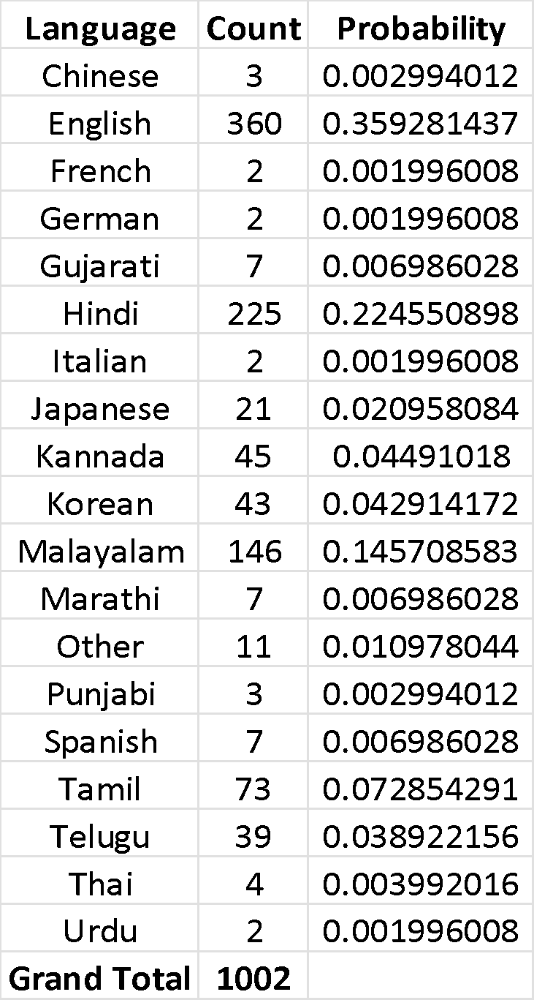 Language Count Probability
Chinese 3 0.002994012
English 360 0.359281437
French 2 0.001996008
German 2 0.001996008
Gujarati 7 0.006986028
Hindi 225 0.224550898
Italian 2 0.001996008
Japanese 21 0.020958084
Kannada 45 0.04491018
Korean 43 0.042914172
Malayalam 146 0.145708583
Marathi 7 0.006986028
Other 11 0.010978044
Punjabi 3 0.002994012
Spanish 7 0.006986028
Tamil 73 0.072854291
Telugu 39 0.038922156
Thai 4 0.003992016
Urdu 2 0.001996008
Grand Total 1002